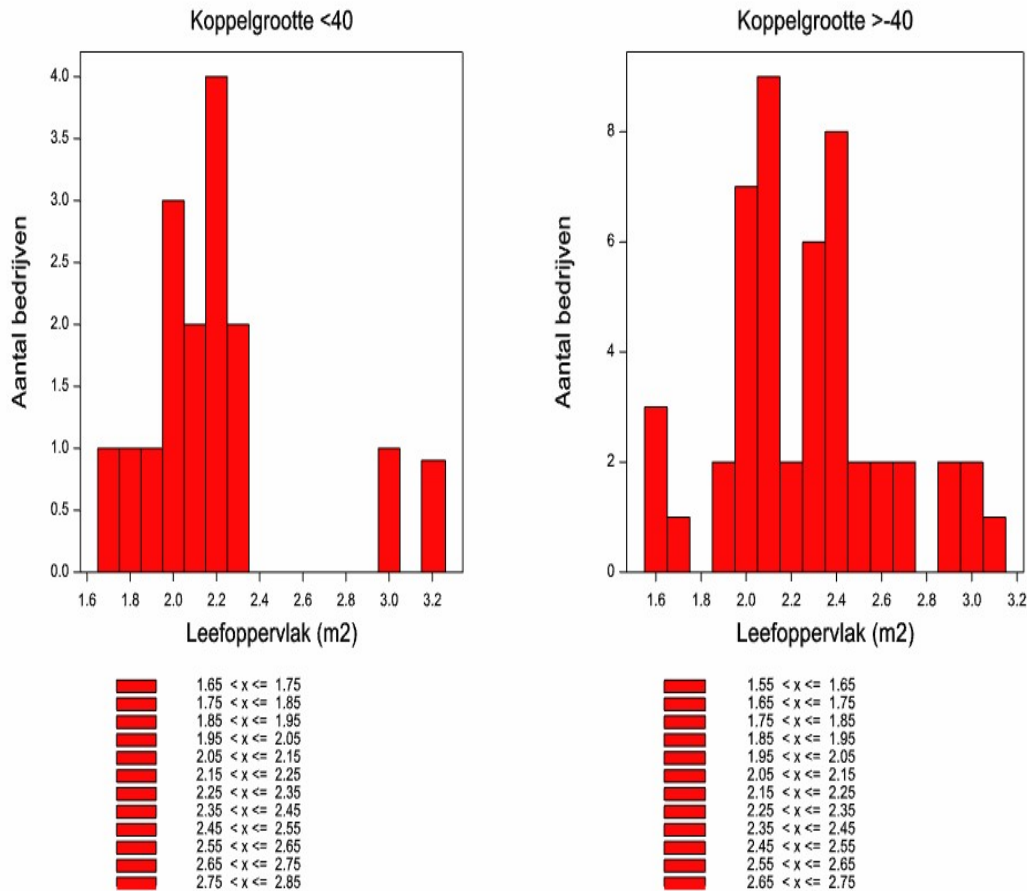 Koppelgrootte <40
4.0
3.5
3.0
2.5
2.0
1.5
1.0
0.5
0.0
Aantal bedrijven
1.6 1.8 2.0 2.2 2.4 2.6 2.8 3.0 3.2
Leefoppervlak (m2)
1.65 < x <= 1.75
1.75 < x <= 1.85
1.85 < x <= 1.95
1.95 < x <= 2.05
2.05 < x <= 2.15
2.15 < x <= 2.25
2.25 < x <= 2.35
2.35 < x <= 2.45
2.45 < x <= 2.55
2.55 < x <= 2.65
2.65 < x <= 2.75
2.75 < x <= 2.85
Koppelgrootte >-40
8
6
4
2
0
Aantal bedrijven
1.6 1.8 2.0 2.2 2.4 2.6 2.8 3.0 3.2
Leefoppervlak (m2)
1.55 < x <= 1.65
1.65 < x <= 1.75
1.75 < x <= 1.85
1.85 < x <= 1.95
1.95 < x <= 2.05
2.05 < x <= 2.15
2.15 < x <= 2.25
2.25 < x <= 2.35
2.35 < x <= 2.45
2.45 < x <= 2.55
2.55 < x <= 2.65
2.65 < x <= 2.75